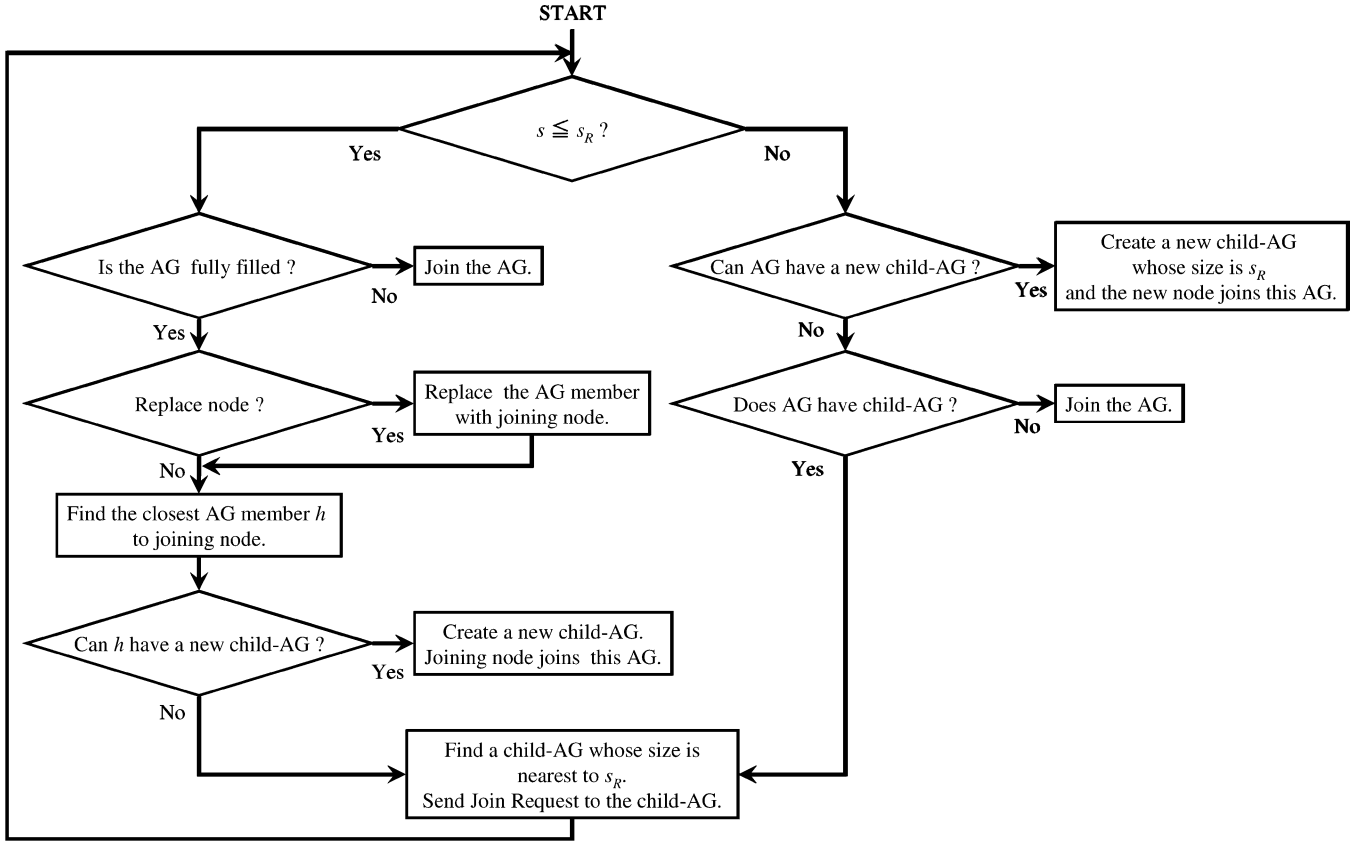 START
s ≦ s_R ?
Yes
No
Is the AG fully filled ?
No
Yes
Join the AG.
Can AG have a new child-AG ?
Yes
No
Create a new child-AG
whose size is s_R
and the new node joins this AG.
Replace node ?
Yes
No
Replace the AG member
with joining node.
Does AG have child-AG ?
No
Yes
Join the AG.
Find the closest AG member h
to joining node.
Can h have a new child-AG ?
Yes
No
Create a new child-AG.
Joining node joins this AG.
Find a child-AG whose size is
nearest to s_R.
Send Join Request to the child-AG.